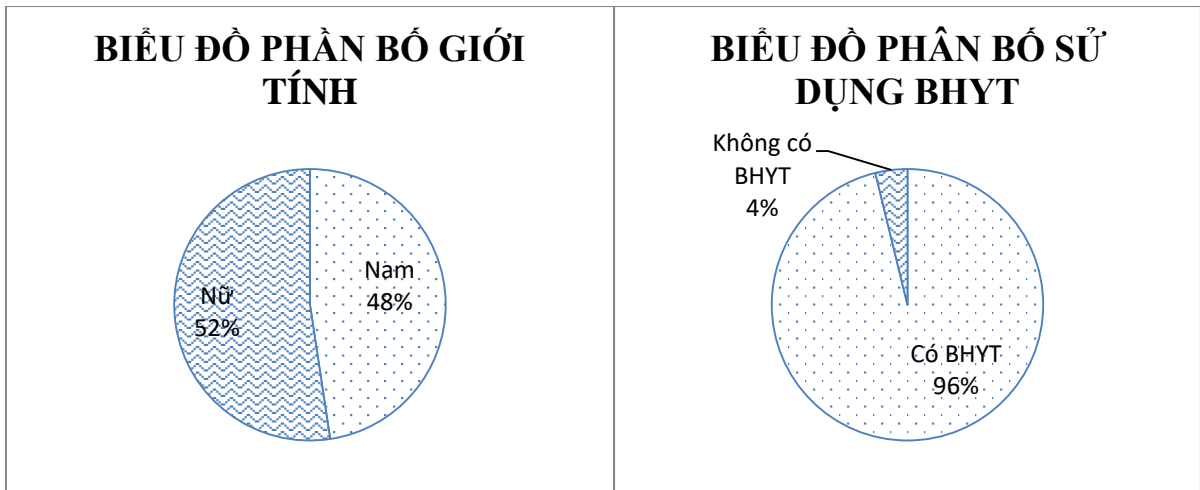 BIỂU ĐỒ PHẦN BỐ GIỚI
TÍNH
Nam
48%
Nữ
52%
BIỂU ĐỒ PHÂN BỐ SỬ
DỤNG BHYT
Không có
BHYT
4%
Có BHYT
96%